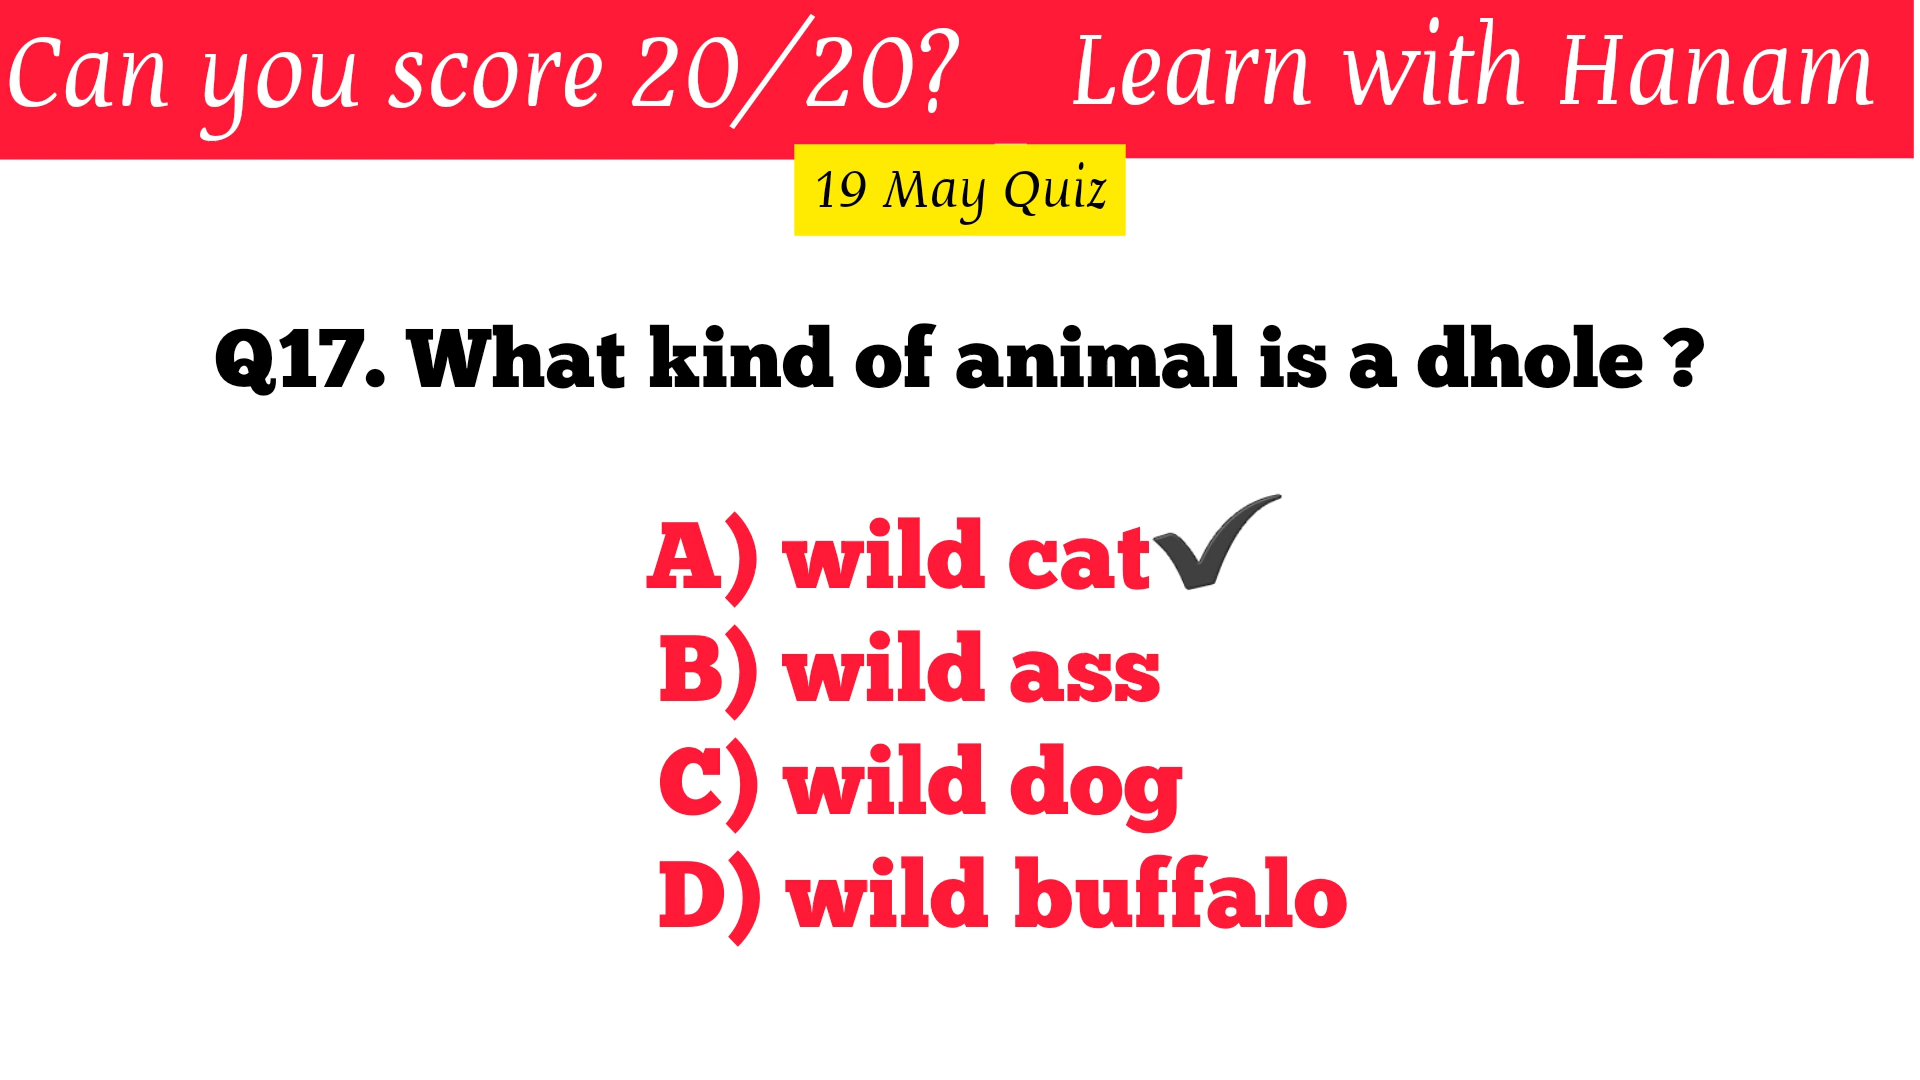 Can you score 20/20? Learn with Hanam
19 May Quiz
Q17. What kind of animal is a dhole ?
A) wild cat✔
B) wild ass
C) wild dog
D) wild buffalo